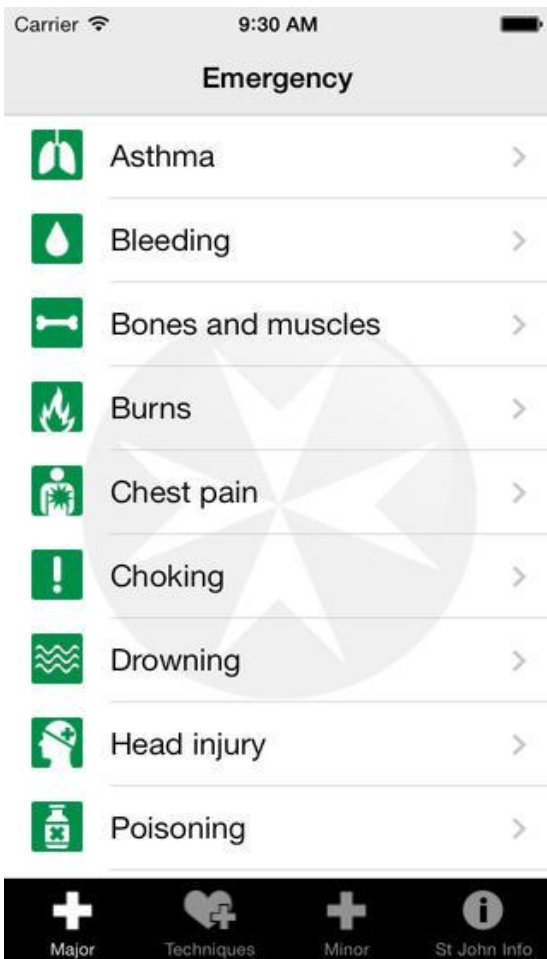 Carrier 9:30 AM
Emergency
Asthma
Bleeding
Bones and muscles
Burns
Chest pain
Choking
Drowning
Head injury
Poisoning
Major Techniques Minor St John Info